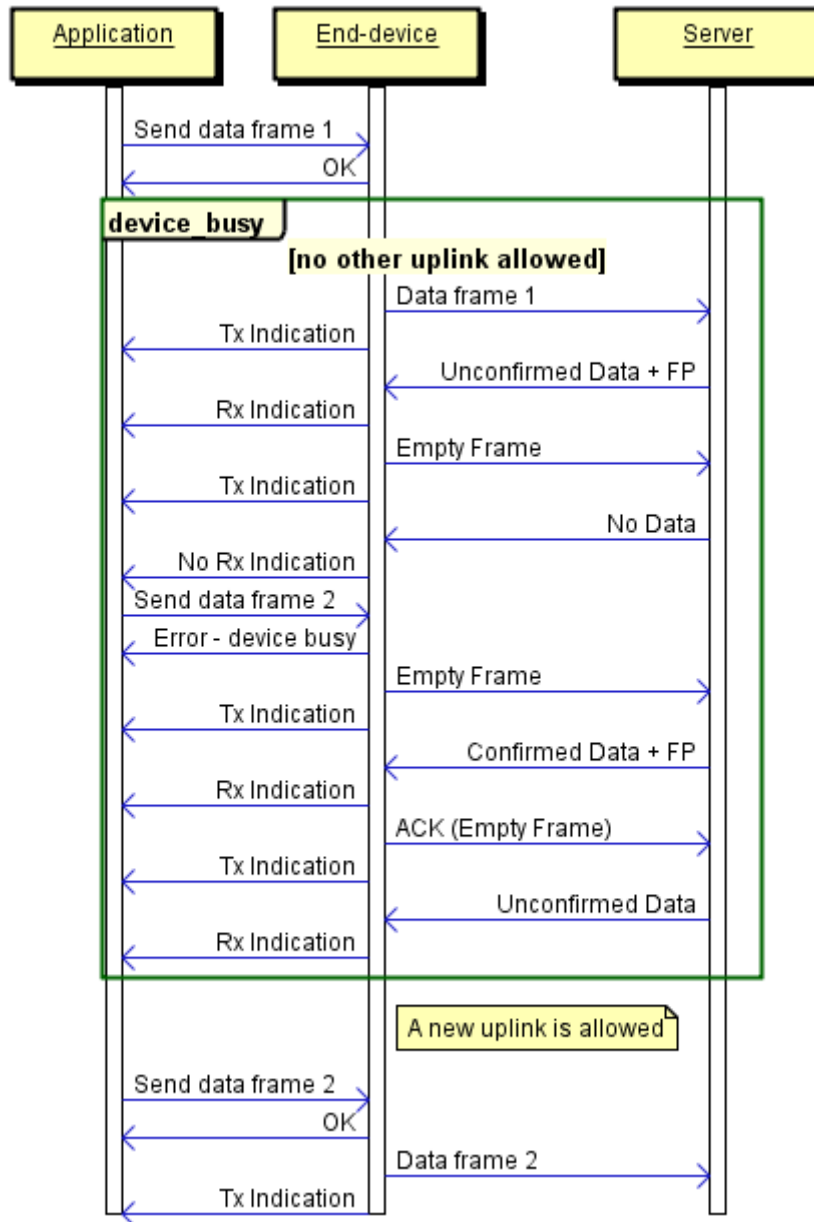 Application
End-device
Server
Send data frame 1
OK
device_busy
[no other uplink allowed]
Data frame 1
Tx Indication
Unconfirmed Data + FP
Rx Indication
Empty Frame
Tx Indication
No Data
No Rx Indication
Send data frame 2
Error - device busy
Empty Frame
Tx Indication
Confirmed Data + FP
Rx Indication
ACK (Empty Frame)
Tx Indication
Unconfirmed Data
Rx Indication
A new uplink is allowed
Send data frame 2
OK
Data frame 2
Tx Indication